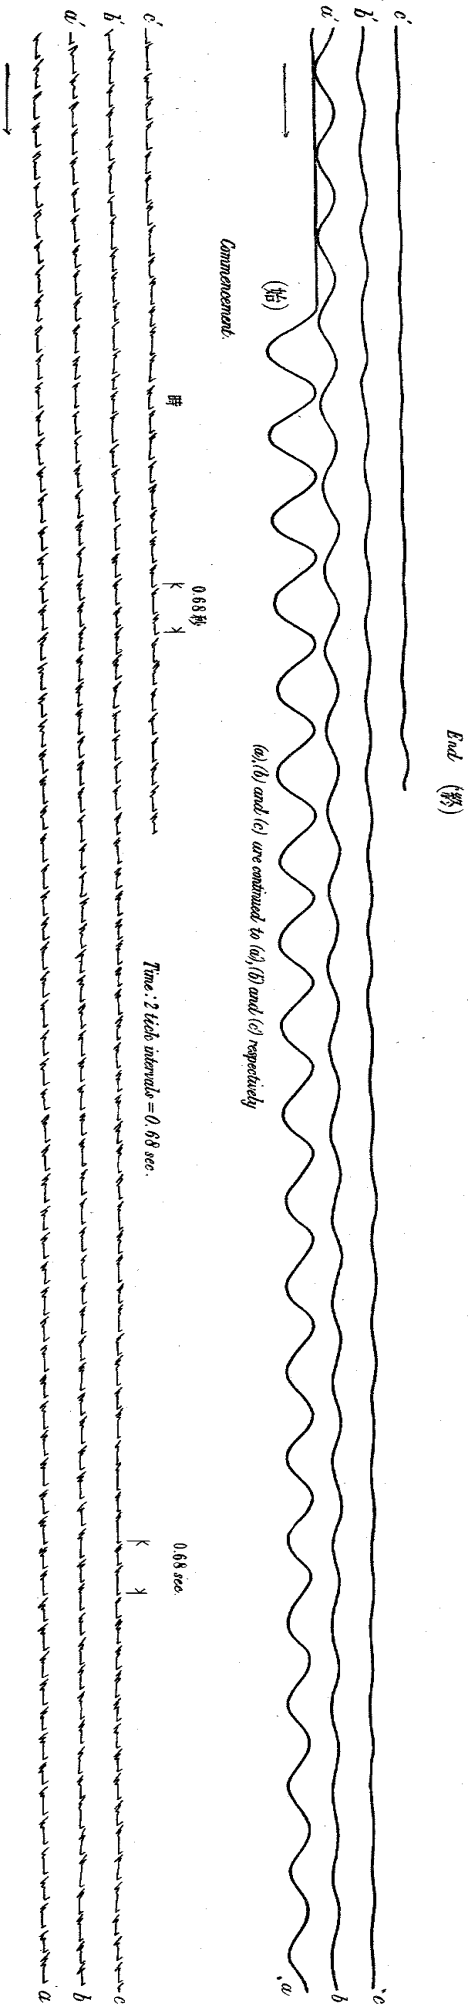 c′
b′
a′
End (終)
(始)
Commencement.
(a),(b) and (c) are continued to (a′),(b′) and (c′) respectively
c
b
a
時
0.68秒
Time: 2 tick intervals = 0.68 sec.
0.68 sec.
c′
b′
a′
c
b
a